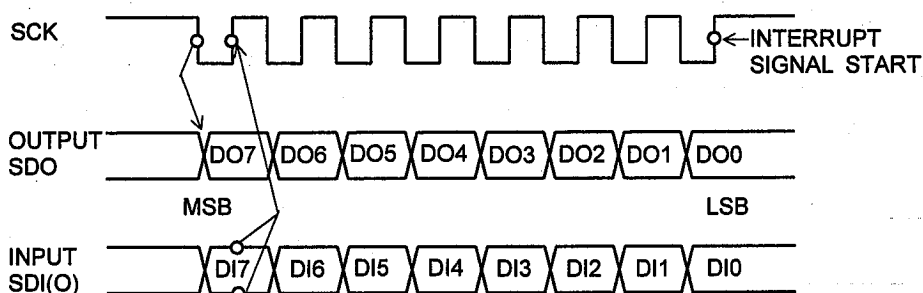 SCK
INTERRUPT
SIGNAL START
OUTPUT
SDO
DO7 DO6 DO5 DO4 DO3 DO2 DO1 DO0
MSB LSB
INPUT
SDI(O)
DI7 DI6 DI5 DI4 DI3 DI2 DI1 DI0